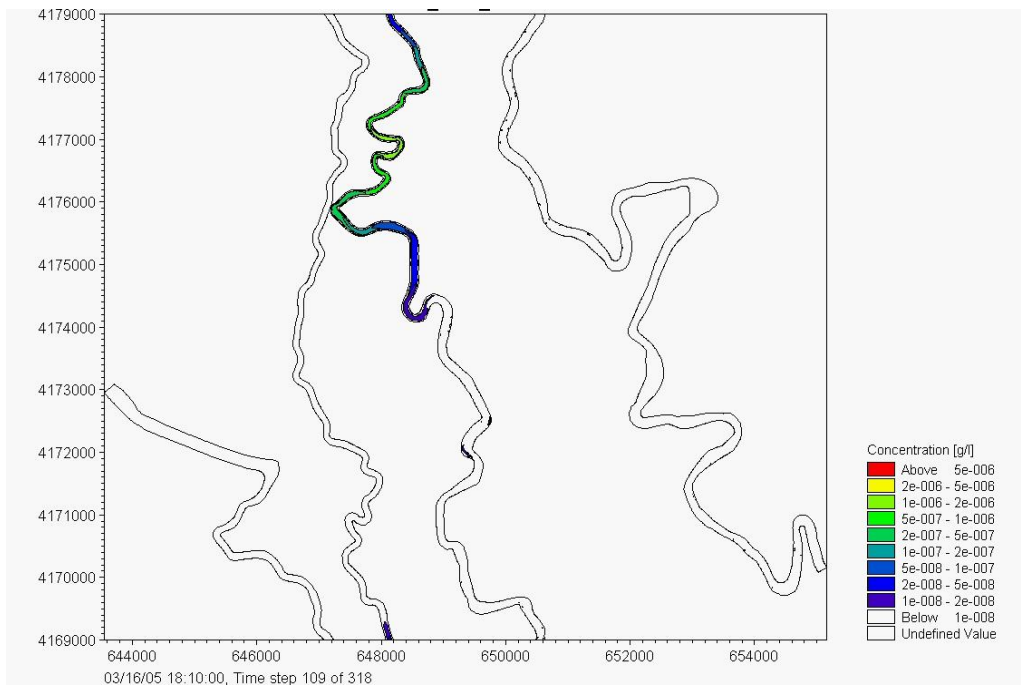 4179000
4178000
4177000
4176000
4175000
4174000
4173000
4172000
4171000
4170000
4169000
644000 646000 648000 650000 652000 654000
03/16/05 18:10:00, Time step 109 of 318
Concentration [g/l]
Above 5e-006
2e-006 - 5e-006
1e-006 - 2e-006
5e-007 - 1e-006
2e-007 - 5e-007
1e-007 - 2e-007
5e-008 - 1e-007
2e-008 - 5e-008
1e-008 - 2e-008
Below 1e-008
Undefined Value